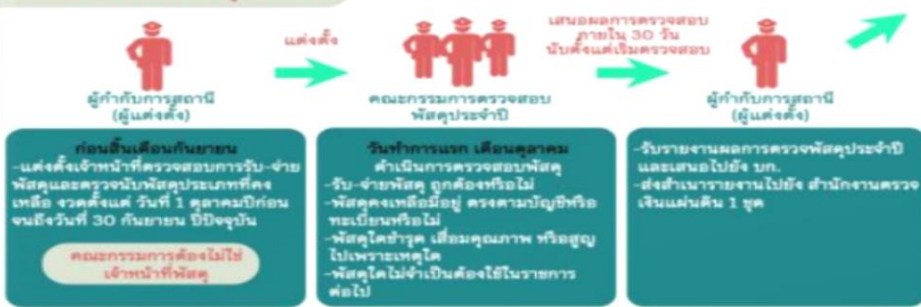 แต่งตั้ง
เสนอผลการตรวจสอบ
ภายใน 30 วัน
นับตั้งแต่เริ่มตรวจสอบ
ผู้กำกับการสถานี
(ผู้แต่งตั้ง)
คณะกรรมการตรวจสอบ
พัสดุประจำปี
ผู้กำกับการสถานี
(ผู้แต่งตั้ง)
ก่อนสิ้นเดือนกันยายน
-แต่งตั้งเจ้าหน้าที่ตรวจสอบการรับ-จ่าย
พัสดุและตรวจนับพัสดุประเภทที่คง
เหลือ งวดตั้งแต่ วันที่ 1 ตุลาคมปีก่อน
จนถึงวันที่ 30 กันยายน ปีปัจจุบัน
คณะกรรมการต้องไม่ใช่
เจ้าหน้าที่พัสดุ
วันทำการแรก เดือนตุลาคม
ดำเนินการตรวจสอบพัสดุ
-รับ-จ่ายพัสดุ ถูกต้องหรือไม่
-พัสดุคงเหลือมีอยู่ ตรงตามบัญชีหรือ
ทะเบียนหรือไม่
-พัสดุใดชำรุด เสื่อมคุณภาพ หรือสูญ
ไปเพราะเหตุใด
-พัสดุใดไม่จำเป็นต้องใช้ในราชการ
ต่อไป
-รับรายงานผลการตรวจพัสดุประจำปี
และเสนอไปยัง บก.
-ส่งสำเนารายงานไปยัง สำนักงานตรวจ
เงินแผ่นดิน 1 ชุด